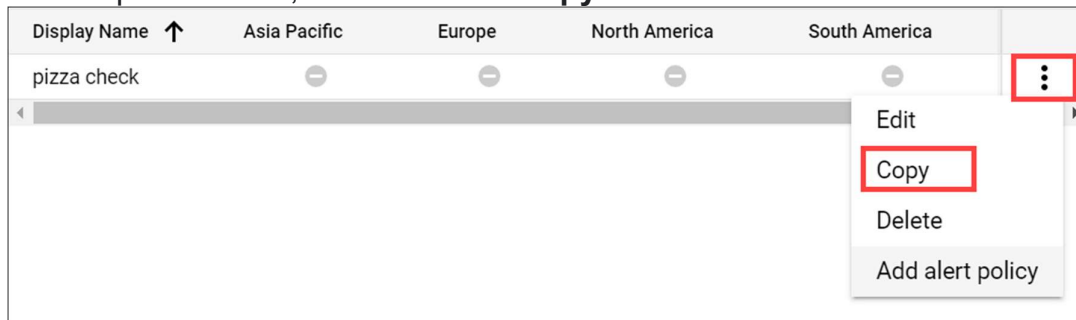 Display Name Asia Pacific Europe North America South America
pizza check
Edit
Copy
Delete
Add alert policy